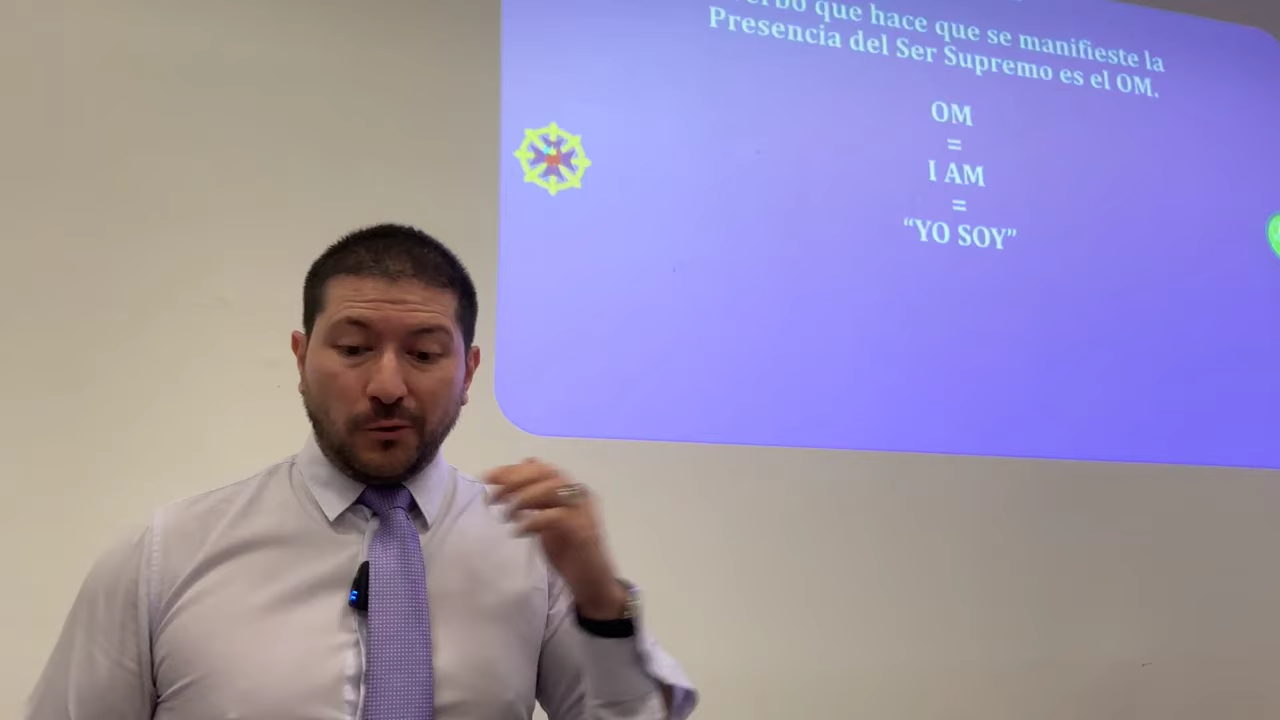 que hace que se manifieste la
Presencia del Ser Supremo es el OM.
OM
=
I AM
=
“YO SOY”